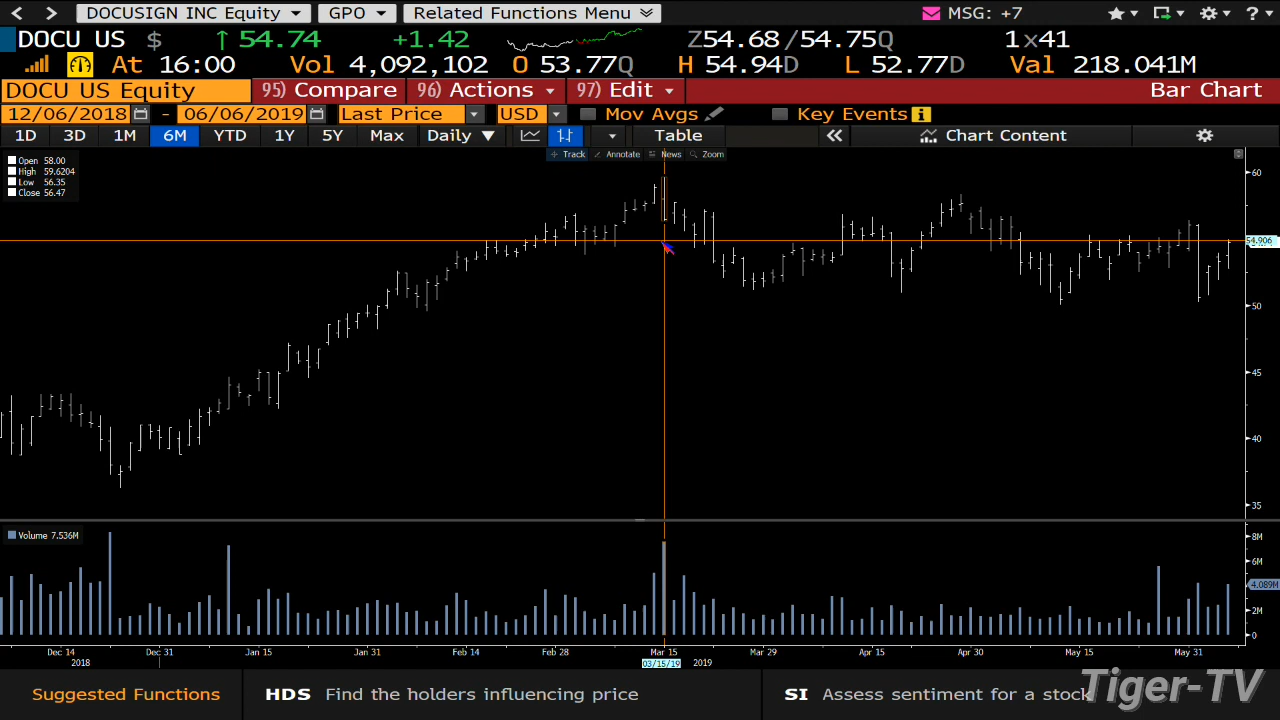 DOCUSIGN INC Equity GPO Related Functions Menu MSG: +7 ?
DOCU US $ ↑ 54.74 +1.42 Z54.68/54.75Q 1x41
At 16:00 Vol 4,092,102 O 53.77Q H 54.94D L 52.77D Val 218.041M
DOCU US Equity 95) Compare 96) Actions 97) Edit Bar Chart
12/06/2018 - 06/06/2019 Last Price USD Mov Avgs Key Events i
1D 3D 1M 6M YTD 1Y 5Y Max Daily ▼ Table « Chart Content
Track Annotate News Zoom
Open 58.00
High 59.6204
Low 56.35
Close 56.47
60
54.906
50
45
40
35
Volume 7.536M
8M
6M
4.089M
2M
0
Dec 14 Dec 31 Jan 15 Jan 31 Feb 14 Feb 28 Mar 15 Mar 29 Apr 15 Apr 30 May 15 May 31
2018 03/15/19 2019
Suggested Functions HDS Find the holders influencing price SI Assess sentiment for a stock
Tiger-TV